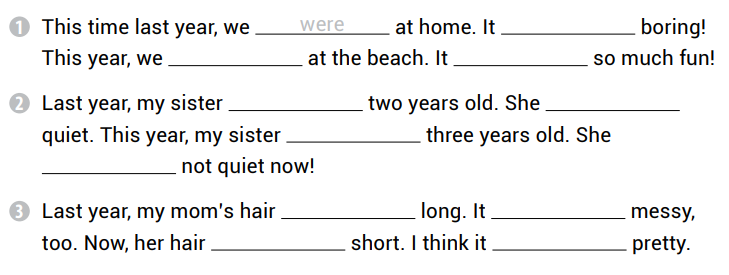 1 This time last year, we were at home. It ____________ boring!
This year, we ____________ at the beach. It ____________ so much fun!
2 Last year, my sister ____________ two years old. She ____________
quiet. This year, my sister ____________ three years old. She
____________ not quiet now!
3 Last year, my mom's hair ____________ long. It ____________ messy,
too. Now, her hair ____________ short. I think it ____________ pretty.